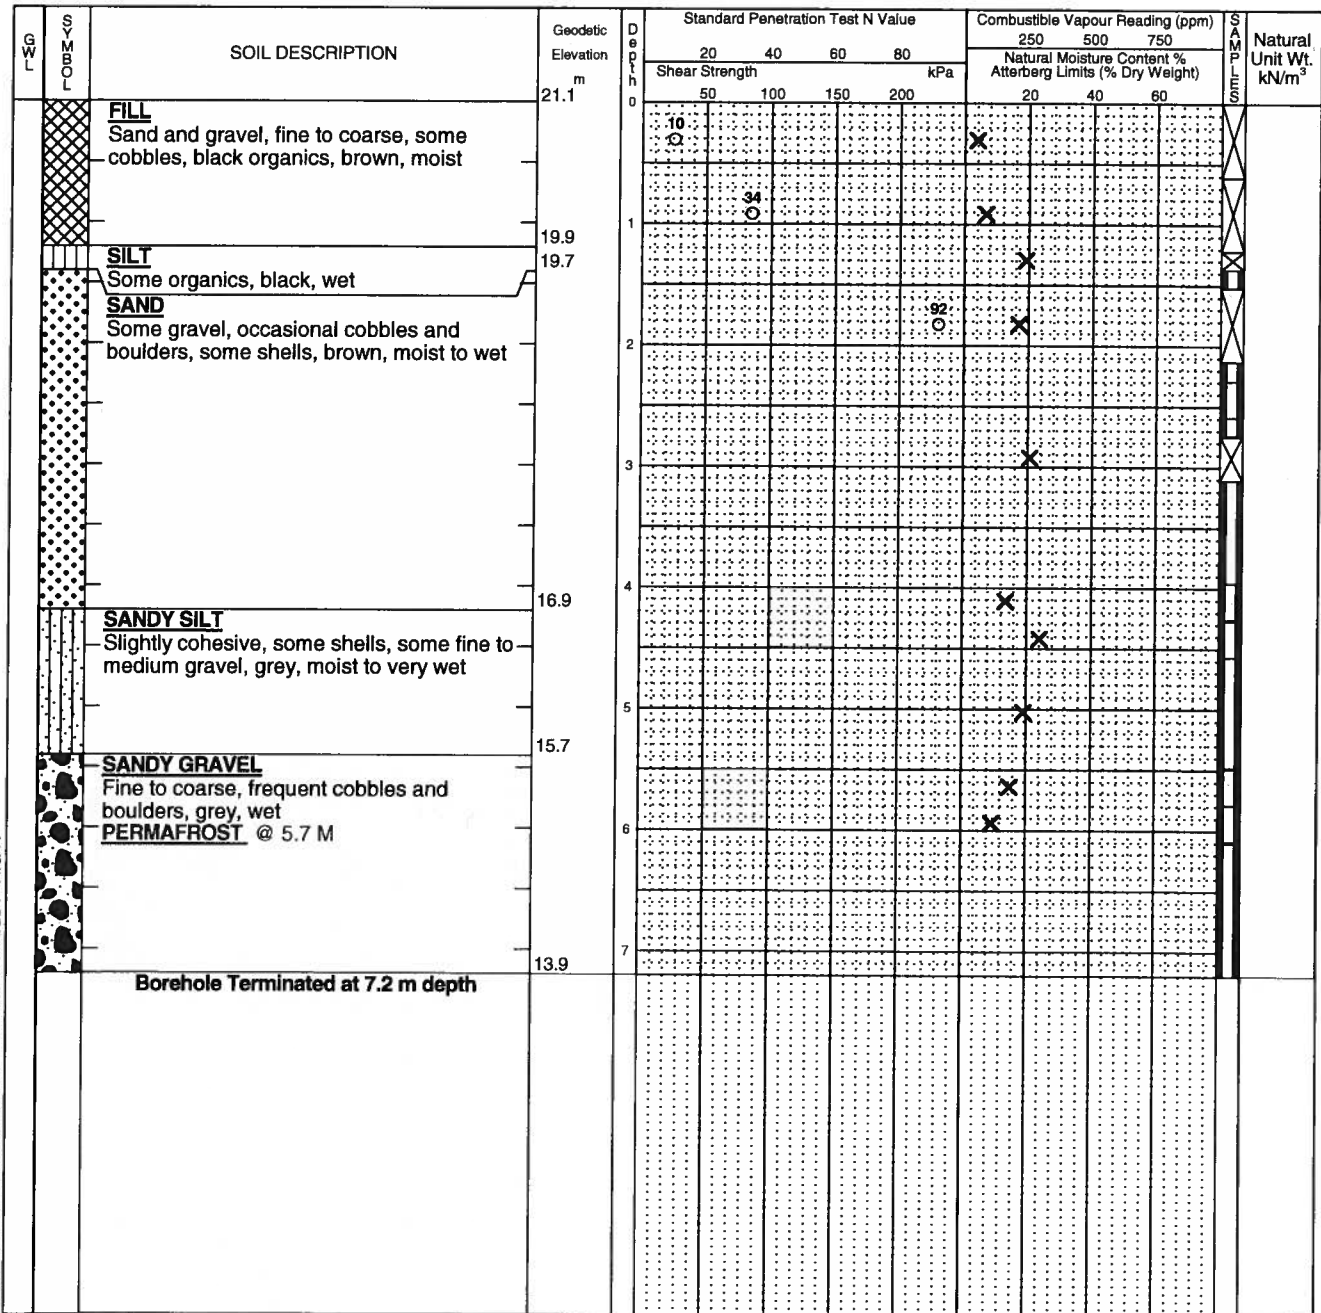 GWL
SYMBOL
SOIL DESCRIPTION
Geodetic
Elevation
m
21.1
Depth
Standard Penetration Test N Value
20 40 60 80
Shear Strength kPa
50 100 150 200
Combustible Vapour Reading (ppm)
250 500 750
Natural Moisture Content %
Atterberg Limits (% Dry Weight)
20 40 60
SAMPLES
Natural
Unit Wt.
kN/m³
0
FILL
Sand and gravel, fine to coarse, some
cobbles, black organics, brown, moist
10
34
1
19.9
SILT
19.7
Some organics, black, wet
SAND
Some gravel, occasional cobbles and
boulders, some shells, brown, moist to wet
92
2
3
4
16.9
SANDY SILT
Slightly cohesive, some shells, some fine to
medium gravel, grey, moist to very wet
5
15.7
SANDY GRAVEL
Fine to coarse, frequent cobbles and
boulders, grey, wet
PERMAFROST @ 5.7 M
6
7
13.9
Borehole Terminated at 7.2 m depth